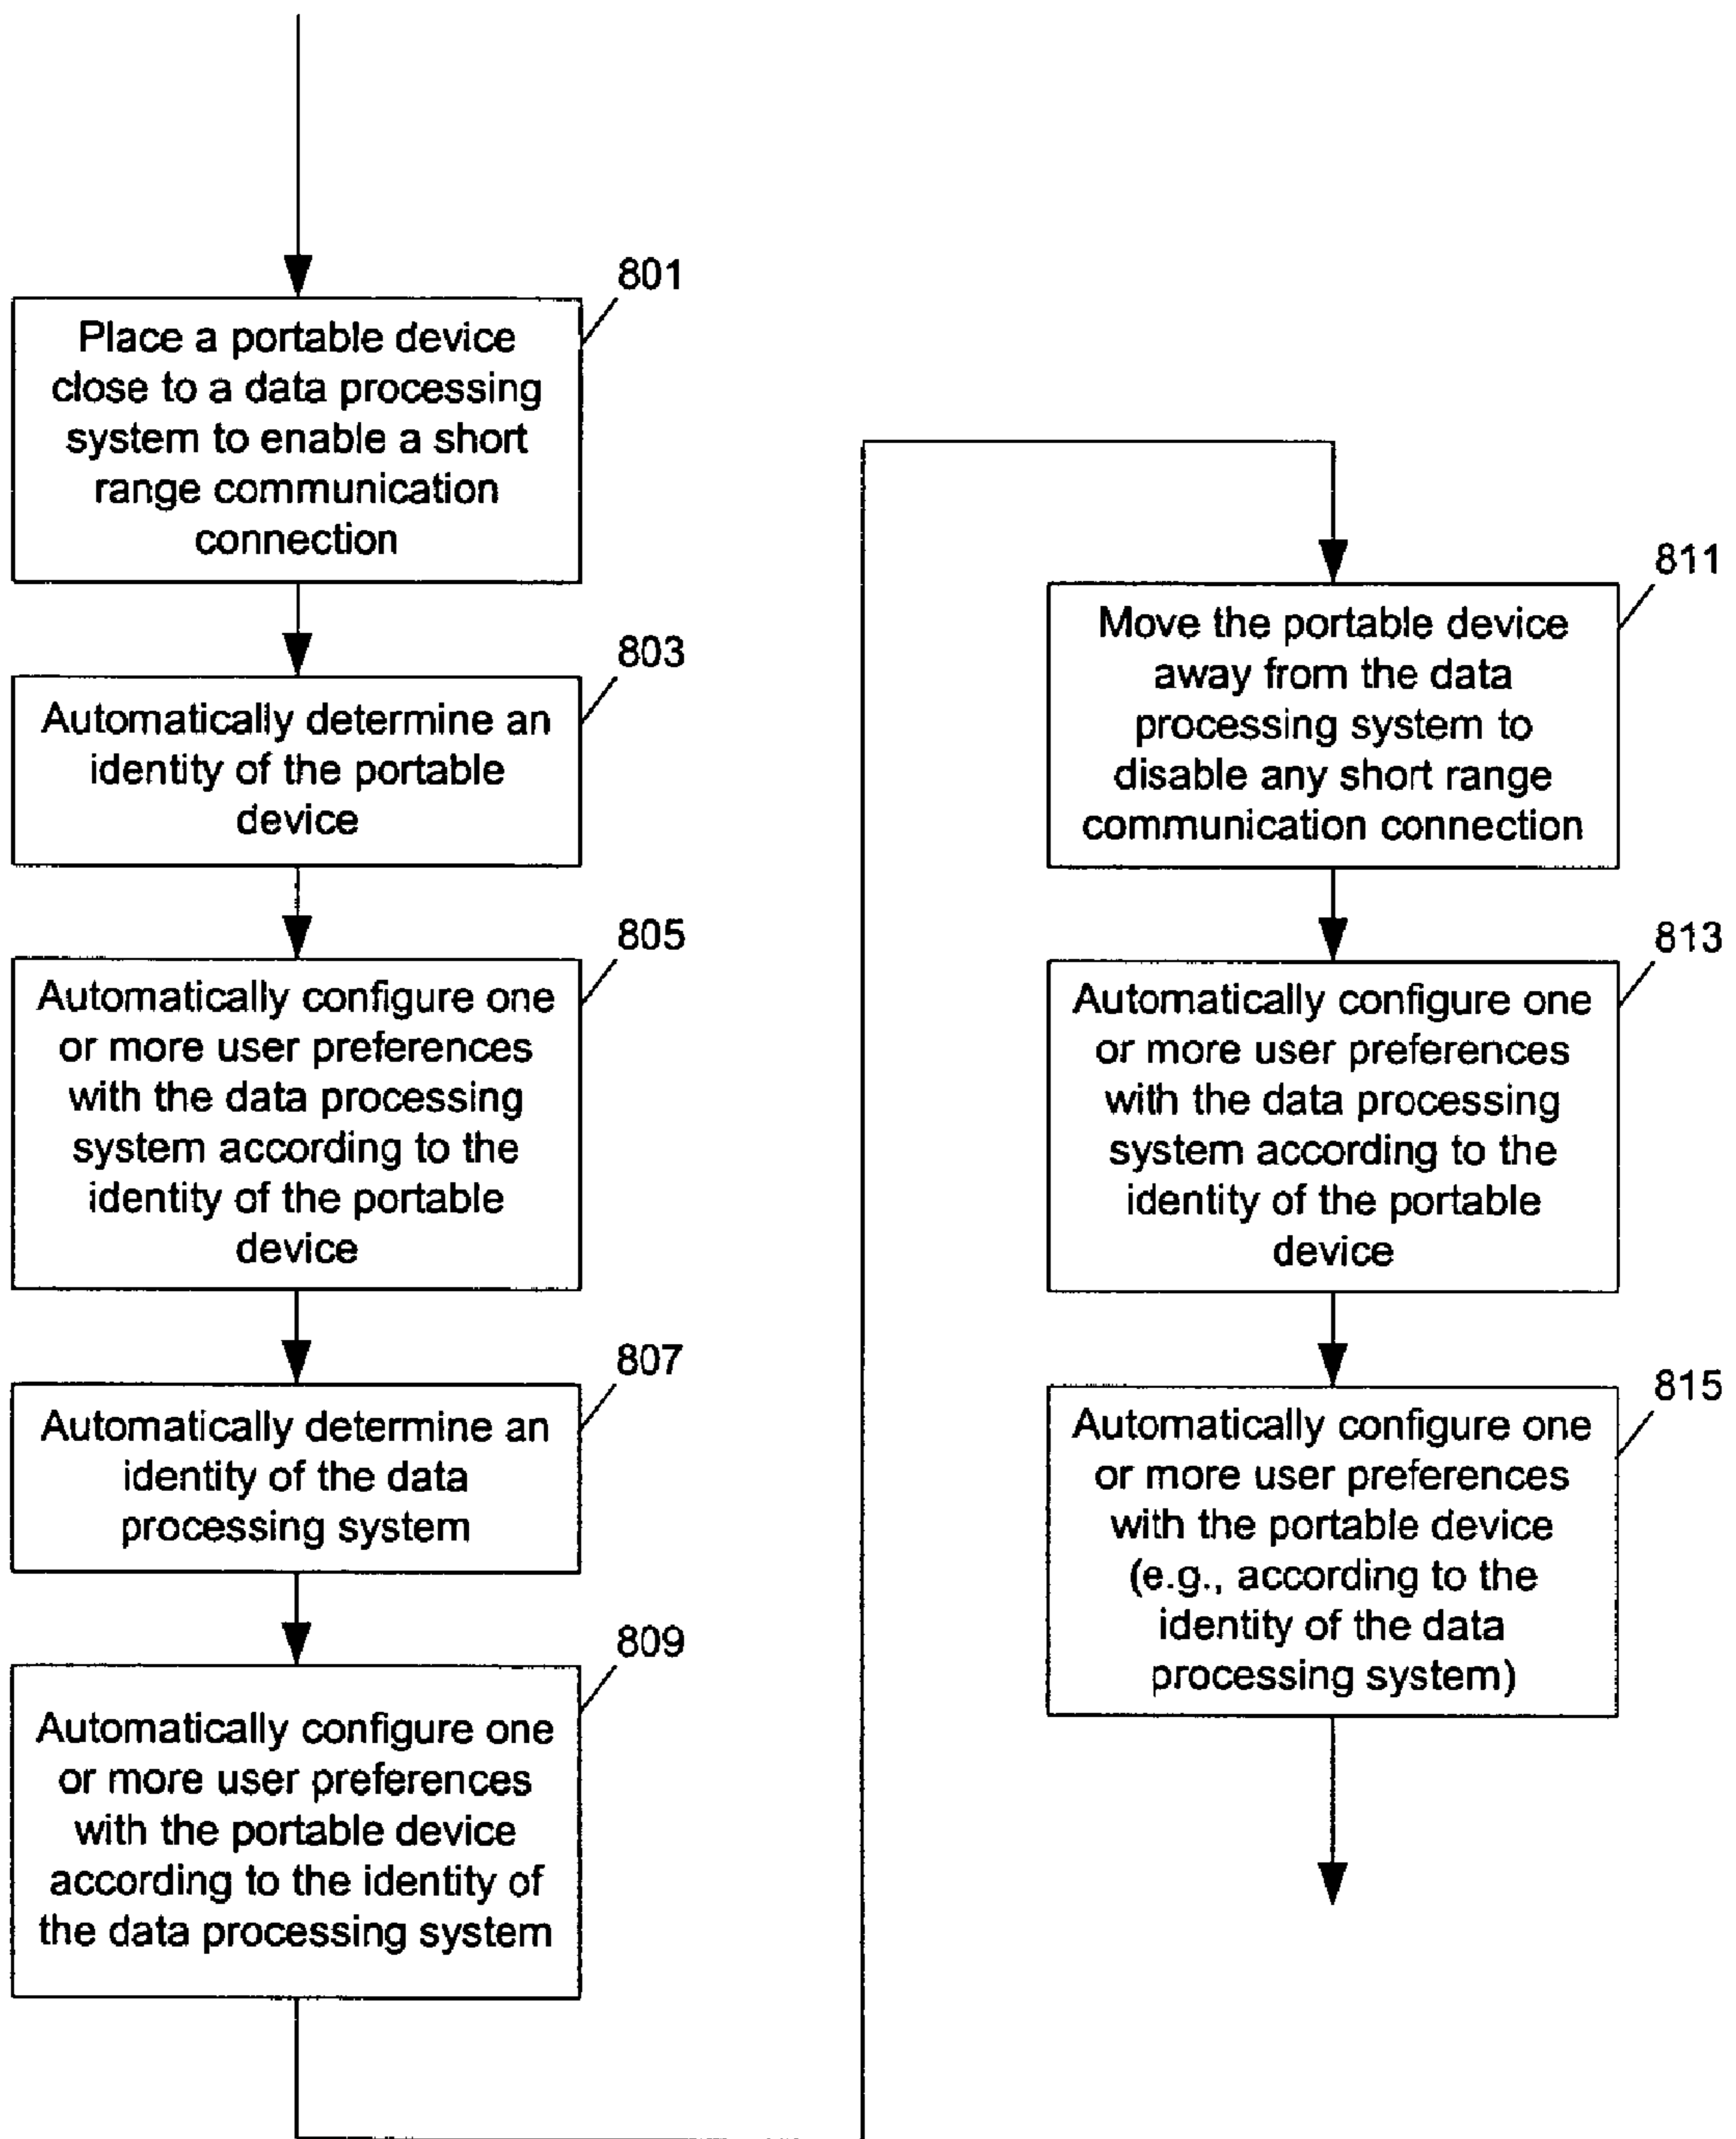 801
Place a portable device
close to a data processing
system to enable a short
range communication
connection
803
Automatically determine an
identity of the portable
device
805
Automatically configure one
or more user preferences
with the data processing
system according to the
identity of the portable
device
807
Automatically determine an
identity of the data
processing system
809
Automatically configure one
or more user preferences
with the portable device
according to the identity of
the data processing system
811
Move the portable device
away from the data
processing system to
disable any short range
communication connection
813
Automatically configure one
or more user preferences
with the data processing
system according to the
identity of the portable
device
815
Automatically configure one
or more user preferences
with the portable device
(e.g., according to the
identity of the data
processing system)